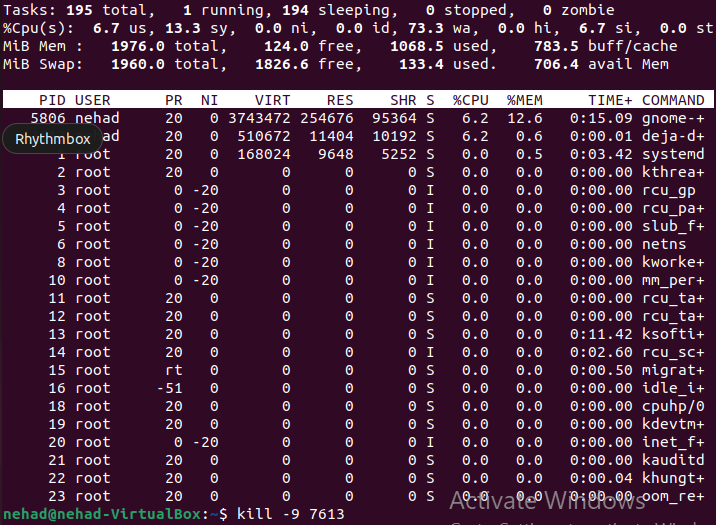 Tasks: 195 total,   1 running, 194 sleeping,   0 stopped,   0 zombie
%Cpu(s):  6.7 us, 13.3 sy,  0.0 ni,  0.0 id, 73.3 wa,  0.0 hi,  6.7 si,  0.0 st
MiB Mem :   1976.0 total,    124.0 free,   1068.5 used,    783.5 buff/cache
MiB Swap:   1960.0 total,   1826.6 free,    133.4 used.    706.4 avail Mem
PID USER      PR  NI    VIRT    RES    SHR S  %CPU  %MEM     TIME+ COMMAND
5806 nehad     20   0 3743472 254676  95364 S   6.2  12.6   0:15.09 gnome-+
ad     20   0  510672  11404  10192 S   6.2   0.6   0:00.01 deja-d+
Rhythmbox
1 root      20   0  168024   9648   5252 S   0.0   0.5   0:03.42 systemd
2 root      20   0       0      0      0 S   0.0   0.0   0:00.00 kthrea+
3 root       0 -20       0      0      0 I   0.0   0.0   0:00.00 rcu_gp
4 root       0 -20       0      0      0 I   0.0   0.0   0:00.00 rcu_pa+
5 root       0 -20       0      0      0 I   0.0   0.0   0:00.00 slub_f+
6 root       0 -20       0      0      0 I   0.0   0.0   0:00.00 netns
8 root       0 -20       0      0      0 I   0.0   0.0   0:00.00 kworke+
10 root       0 -20       0      0      0 I   0.0   0.0   0:00.00 mm_per+
11 root      20   0       0      0      0 S   0.0   0.0   0:00.00 rcu_ta+
12 root      20   0       0      0      0 S   0.0   0.0   0:00.00 rcu_ta+
13 root      20   0       0      0      0 S   0.0   0.0   0:11.42 ksofti+
14 root      20   0       0      0      0 I   0.0   0.0   0:02.60 rcu_sc+
15 root      rt   0       0      0      0 S   0.0   0.0   0:00.50 migrat+
16 root     -51   0       0      0      0 S   0.0   0.0   0:00.00 idle_i+
18 root      20   0       0      0      0 S   0.0   0.0   0:00.00 cpuhp/0
19 root      20   0       0      0      0 S   0.0   0.0   0:00.00 kdevtm+
20 root       0 -20       0      0      0 I   0.0   0.0   0:00.00 inet_f+
21 root      20   0       0      0      0 S   0.0   0.0   0:00.00 kauditd
22 root      20   0       0      0      0 S   0.0   0.0   0:00.04 khungt+
23 root      20   0       0      0      0 S   0.0   0.0   0:00.00 oom_re+
Activate Windows
nehad@nehad-VirtualBox:~$ kill -9 7613